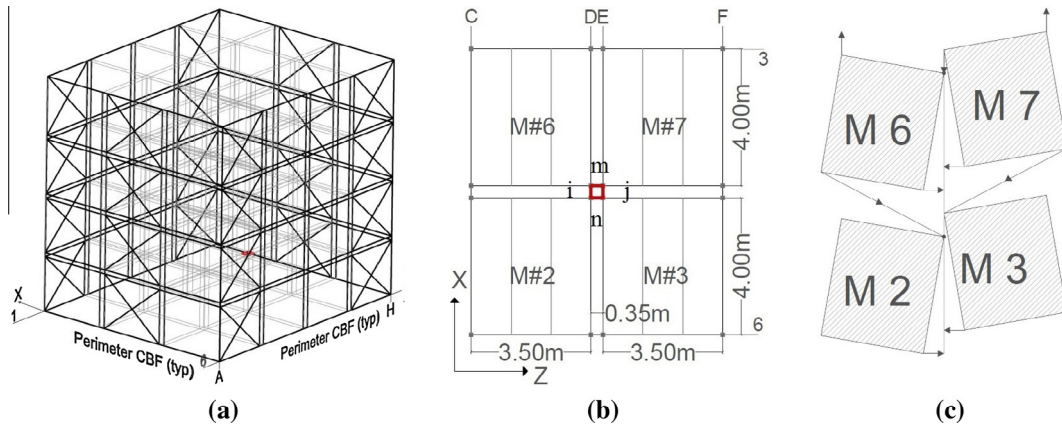 X
1
Perimeter CBF (typ)
6
A
Perimeter CBF (typ)
H
(a)
C DE F
3
M#6 M#7
4.00m
m
i j
n
M#2 M#3
4.00m
X
0.35m
6
3.50m 3.50m
Z
(b)
M 6 M 7
M 2 M 3
(c)